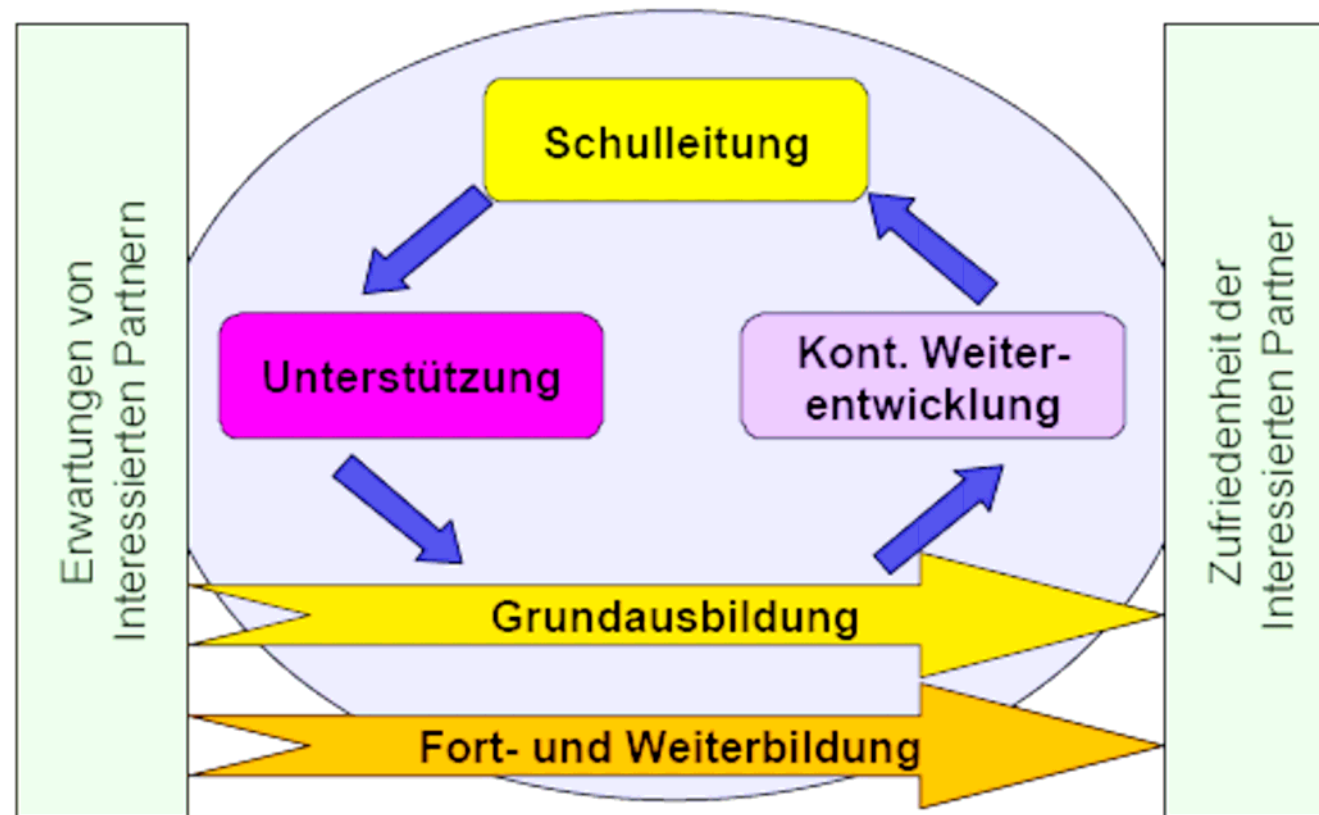 Erwartungen von
Interessierten Partnern
Schulleitung
Unterstützung
Kont. Weiter-
entwicklung
Grundausbildung
Fort- und Weiterbildung
Zufriedenheit der
Interessierten Partner